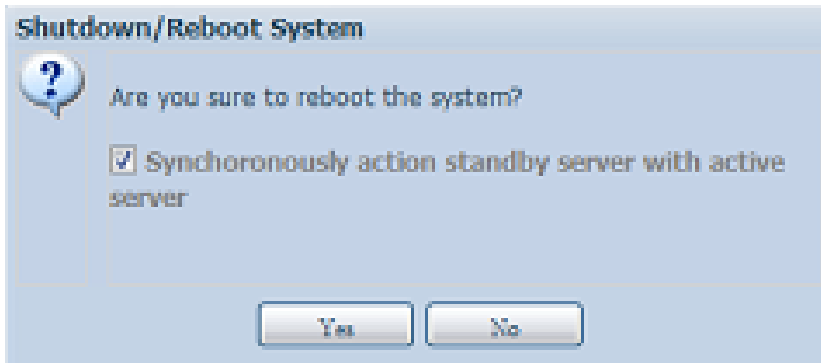 Shutdown/Reboot System
Are you sure to reboot the system?
Synchoronously action standby server with active
server
Yes
No